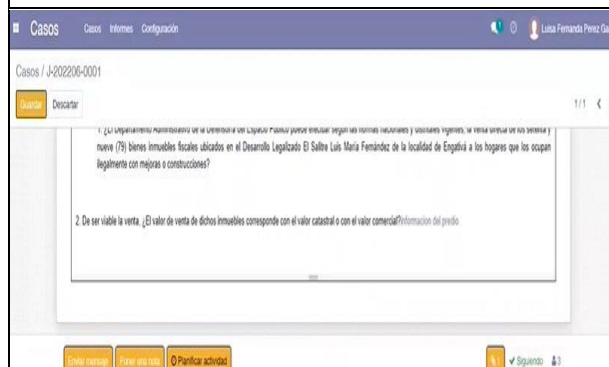 Casos Casos Informes Configuración Luisa Fernanda Perez Ga
Casos / J-202206-0001
Guardar Descartar 1/1
1. ¿El Departamento Administrativo de la Defensoría del Espacio Público puede efectuar según las normas nacionales y distritales vigentes, la venta directa de los setenta y
nueve (79) bienes inmuebles fiscales ubicados en el Desarrollo Legalizado El Salitre Luis María Fernández de la localidad de Engativá a los hogares que los ocupan
ilegalmente con mejoras o construcciones?
2. De ser viable la venta, ¿El valor de venta de dichos inmuebles corresponde con el valor catastral o con el valor comercial?Informacion del predio
Enviar mensaje Poner una nota Planificar actividad 1 Siguiendo 3